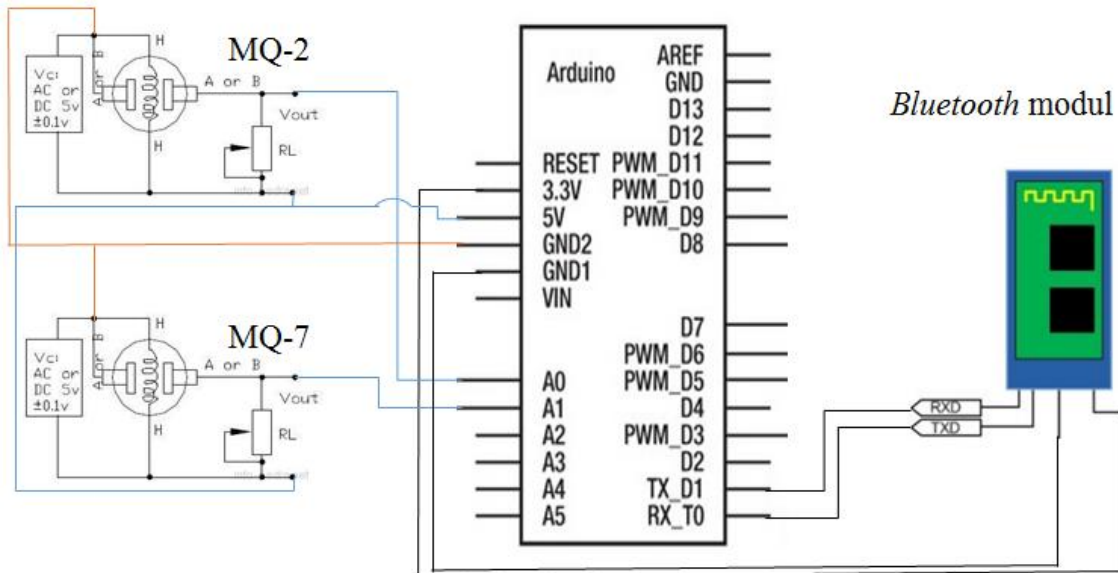 MQ-2
H
A or B
A or B
Vc:
AC or
DC 5v
±0.1v
Vout
RL
H
MQ-7
H
A or B
A or B
Vc:
AC or
DC 5v
±0.1v
Vout
RL
H
Arduino
RESET
3.3V
5V
GND2
GND1
VIN
A0
A1
A2
A3
A4
A5
AREF
GND
D13
D12
PWM_D11
PWM_D10
PWM_D9
D8
D7
PWM_D6
PWM_D5
D4
PWM_D3
D2
TX_D1
RX_T0
Bluetooth modul
RXD
TXD